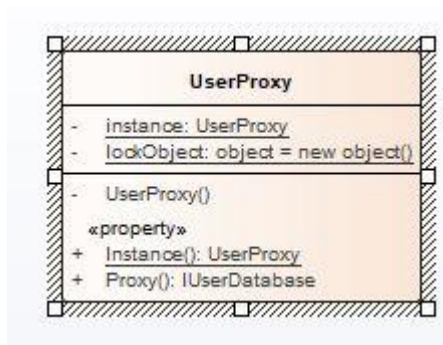 UserProxy
- instance: UserProxy
- lockObject: object = new object()
- UserProxy()
«property»
+ Instance(): UserProxy
+ Proxy(): IUserDatabase